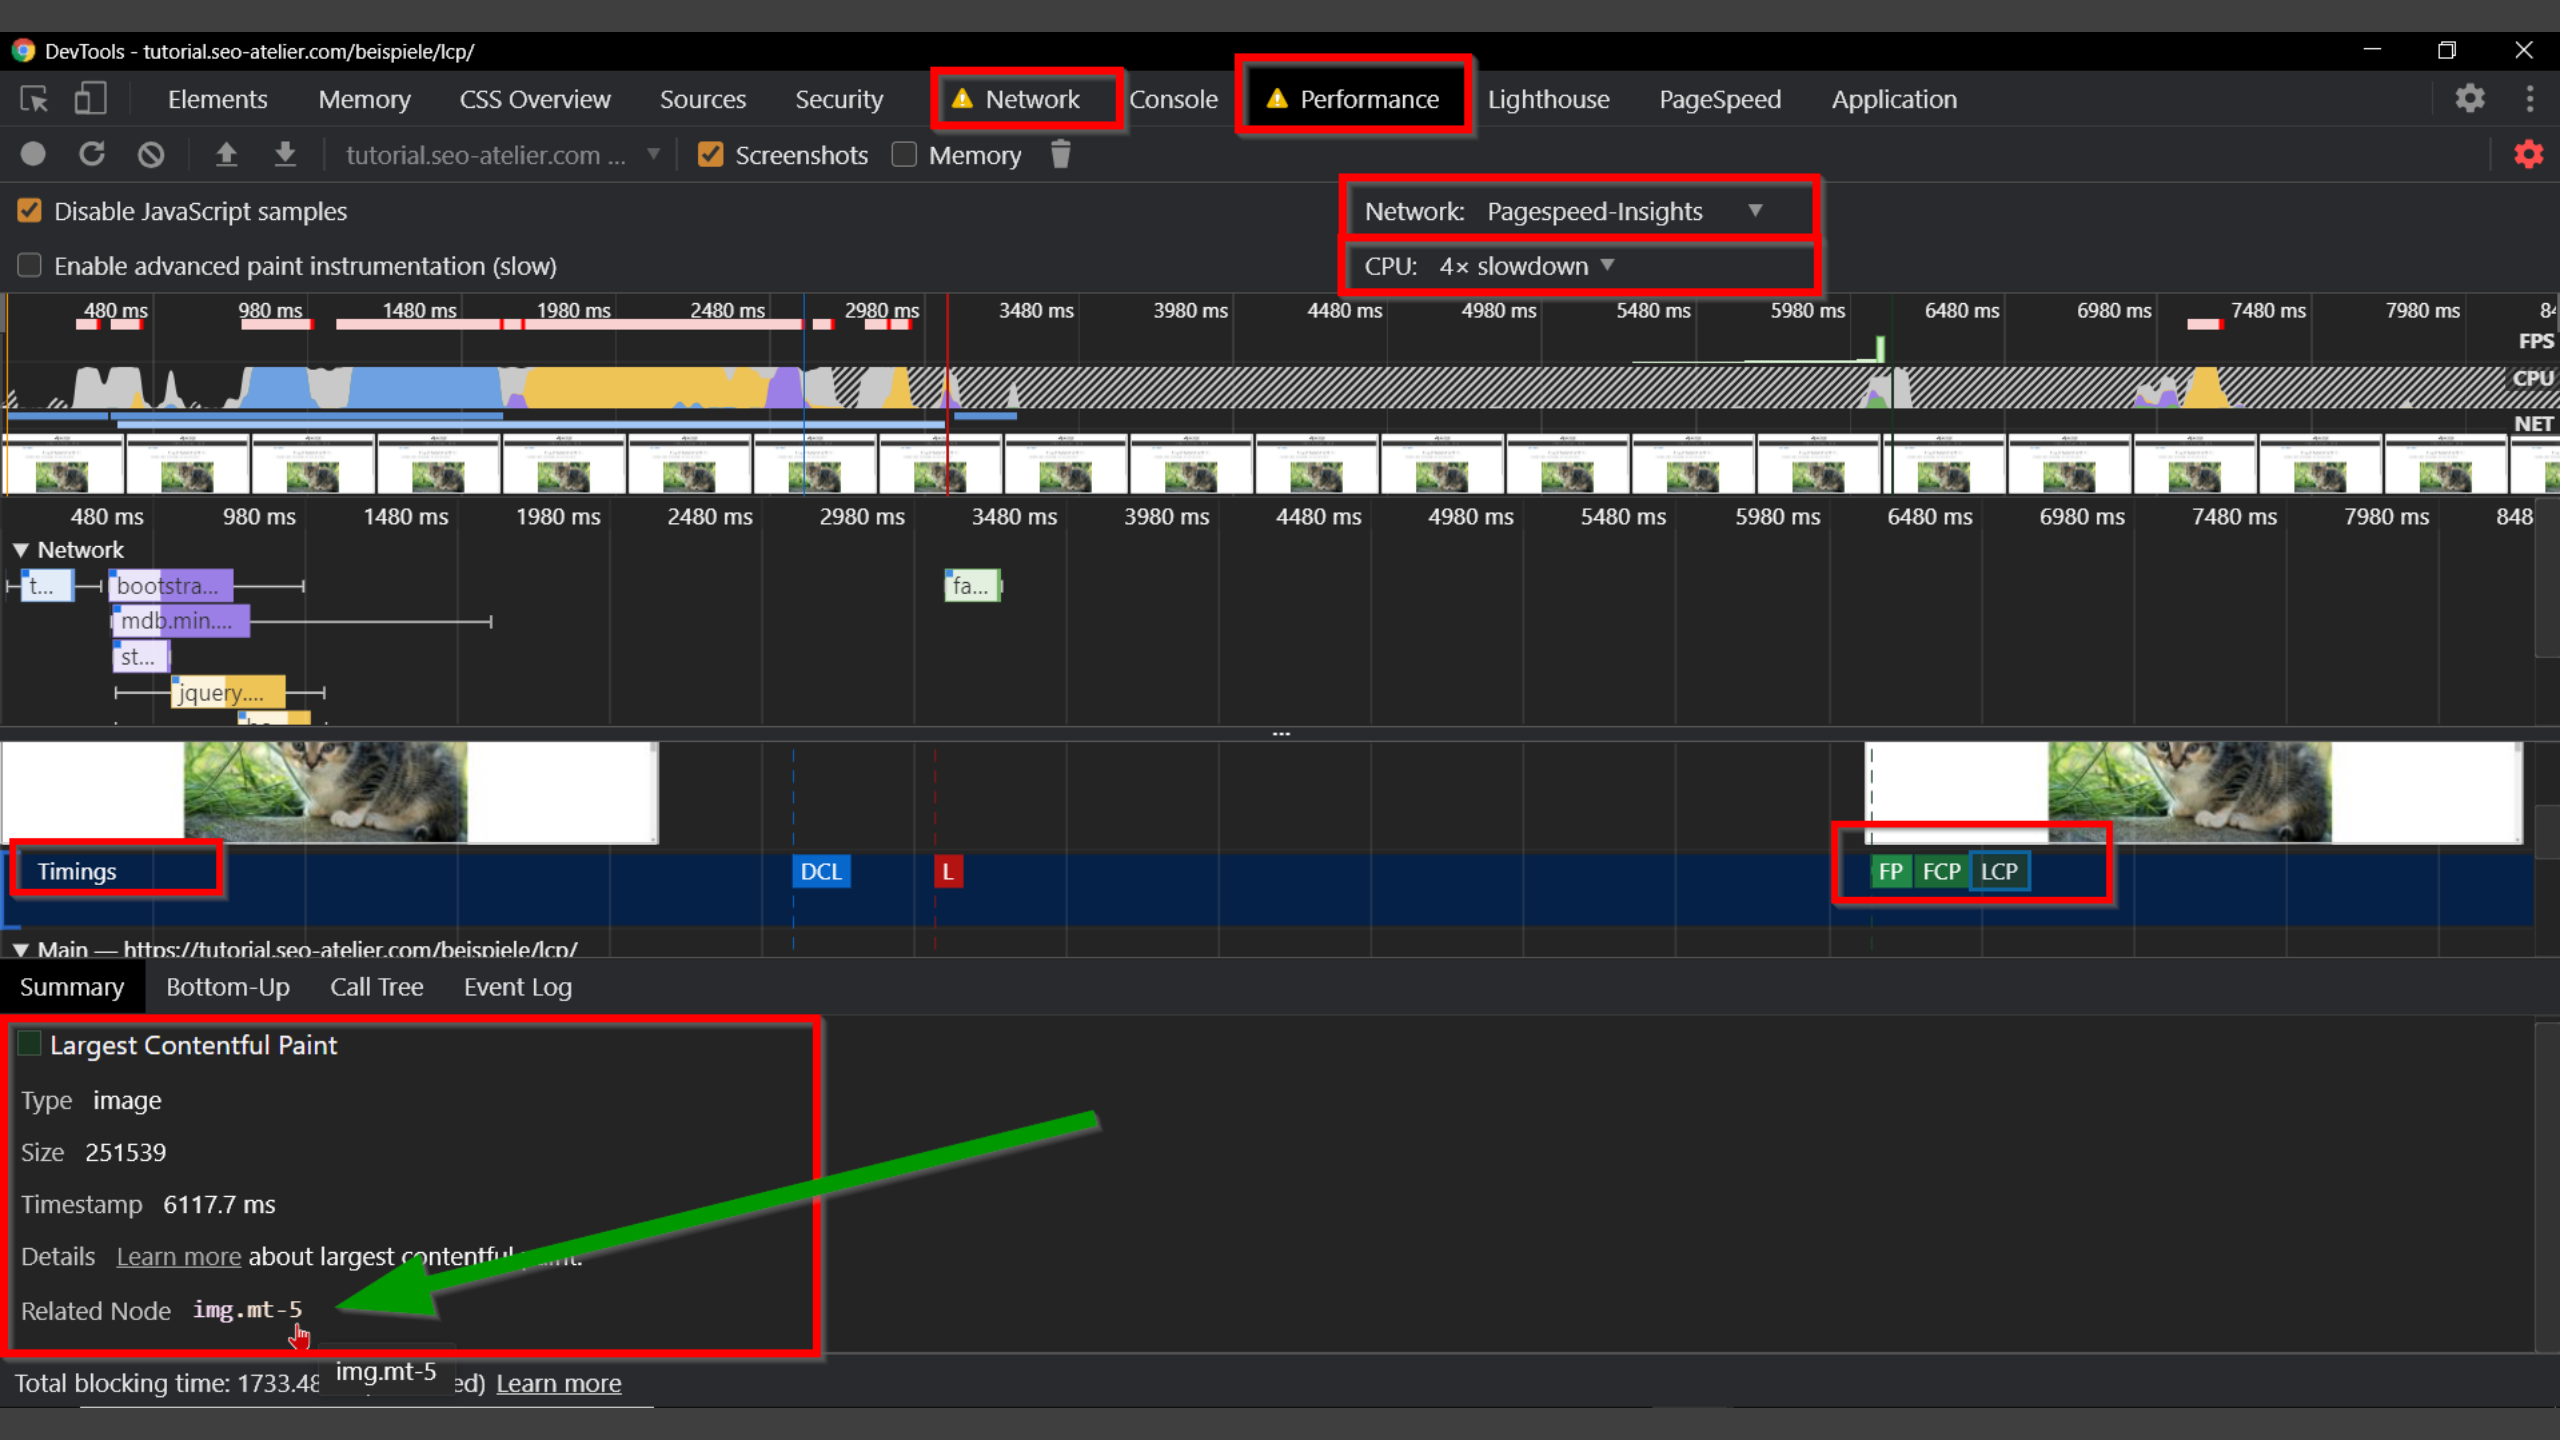 DevTools - tutorial.seo-atelier.com/beispiele/lcp/
Elements Memory CSS Overview Sources Security Network Console Performance Lighthouse PageSpeed Application
tutorial.seo-atelier.com ... Screenshots Memory
Disable JavaScript samples Network: Pagespeed-Insights
Enable advanced paint instrumentation (slow) CPU: 4× slowdown
480 ms 980 ms 1480 ms 1980 ms 2480 ms 2980 ms 3480 ms 3980 ms 4480 ms 4980 ms 5480 ms 5980 ms 6480 ms 6980 ms 7480 ms 7980 ms 84
FPS
CPU
NET
480 ms 980 ms 1480 ms 1980 ms 2480 ms 2980 ms 3480 ms 3980 ms 4480 ms 4980 ms 5480 ms 5980 ms 6480 ms 6980 ms 7480 ms 7980 ms 848
Network
t... bootstra... fa...
mdb.min....
st...
jquery....
...
Timings DCL L FP FCP LCP
Main — https://tutorial.seo-atelier.com/beispiele/lcp/
Summary Bottom-Up Call Tree Event Log
Largest Contentful Paint
Type image
Size 251539
Timestamp 6117.7 ms
Details Learn more about largest contentful
Related Node img.mt-5
img.mt-5
Total blocking time: 1733.48 ed) Learn more